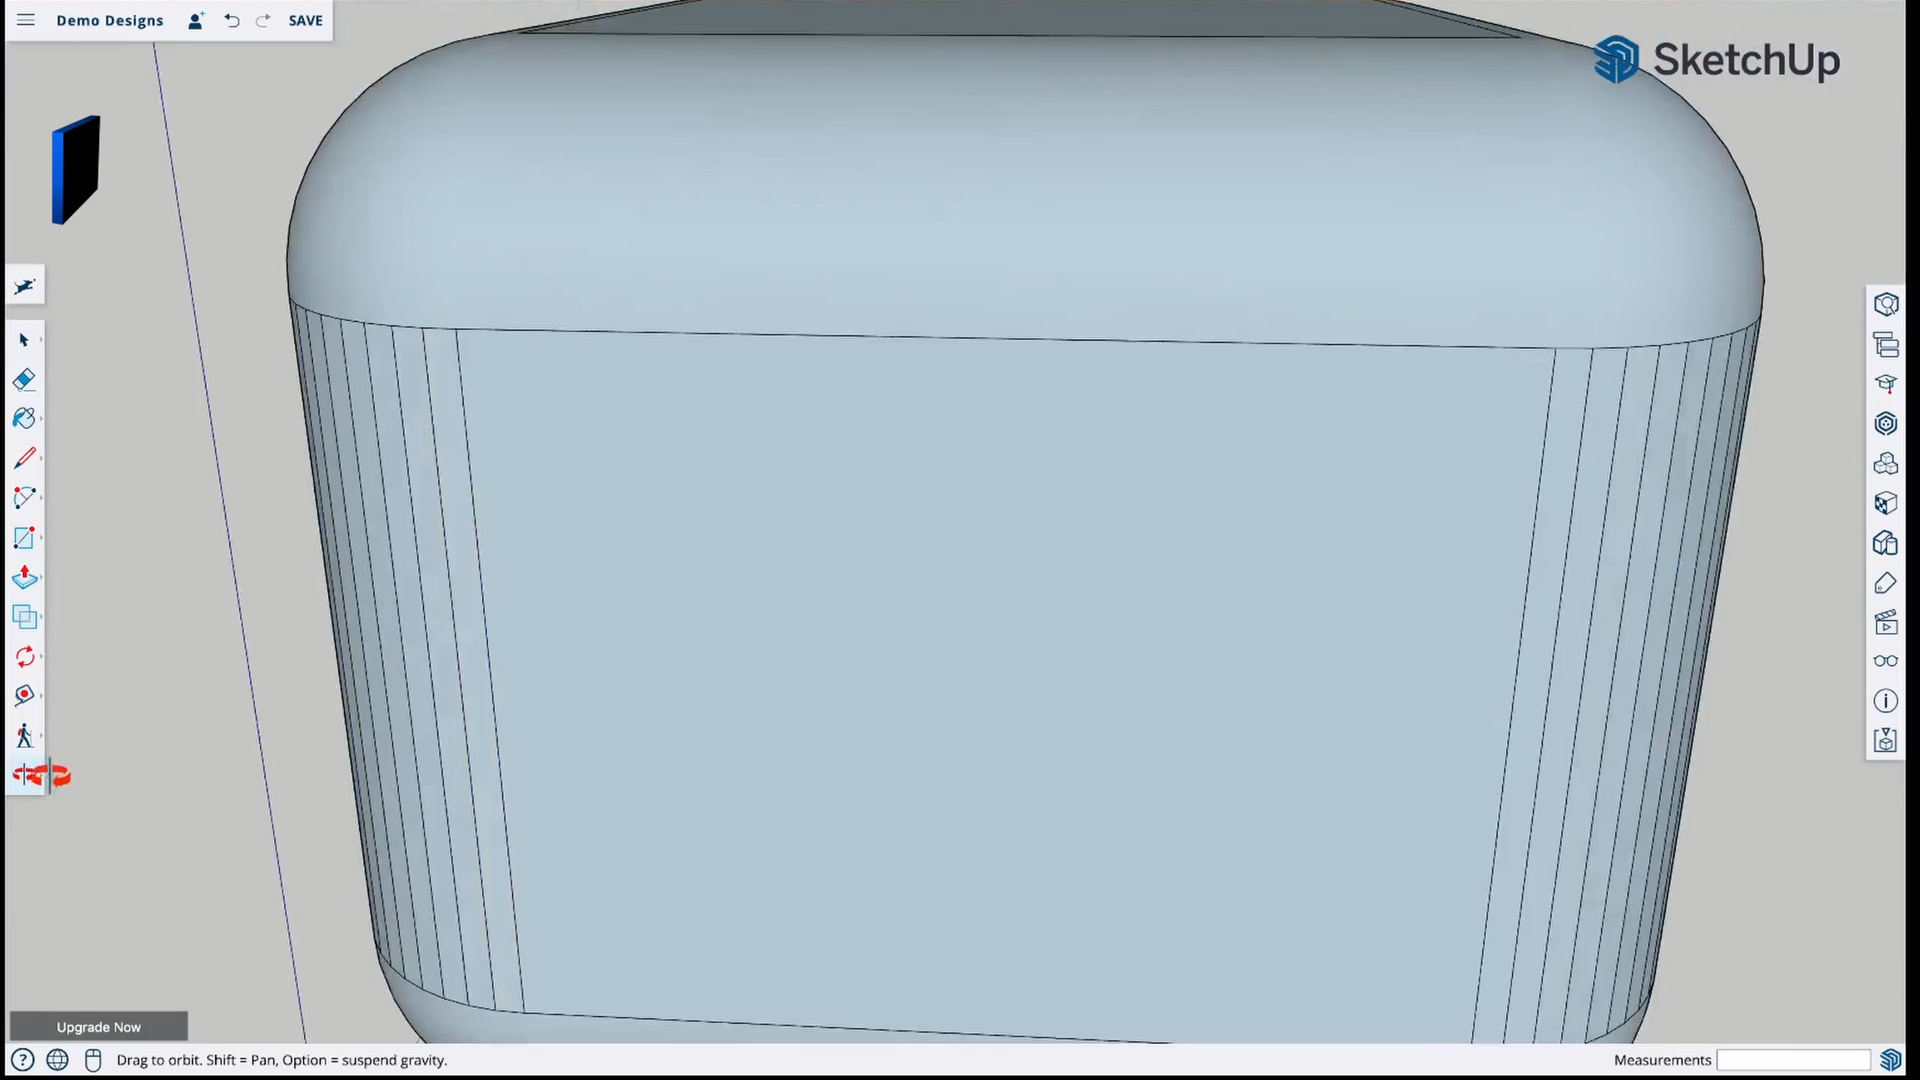 Demo Designs
SAVE
SketchUp
Upgrade Now
Drag to orbit. Shift = Pan, Option = suspend gravity.
Measurements